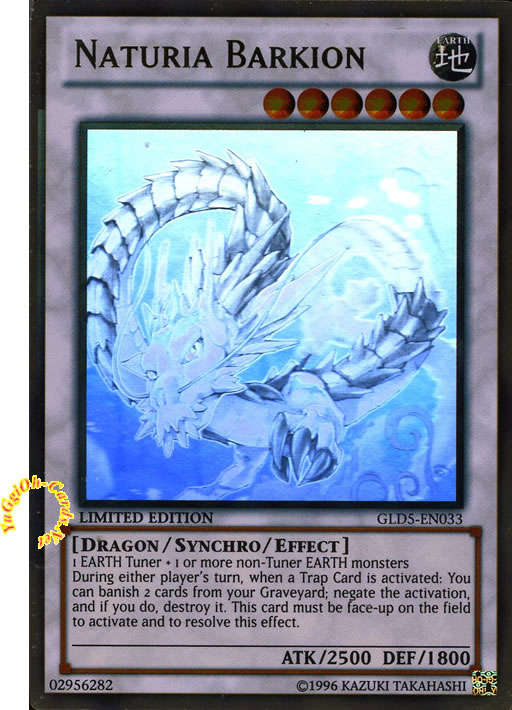 NATURIA BARKION
EARTH
地
LIMITED EDITION
GLD5-EN033
YuGiOh-Cards.Net
[DRAGON/SYNCHRO/EFFECT]
1 EARTH Tuner + 1 or more non-Tuner EARTH monsters
During either player's turn, when a Trap Card is activated: You
can banish 2 cards from your Graveyard; negate the activation,
and if you do, destroy it. This card must be face-up on the field
to activate and to resolve this effect.
ATK/2500 DEF/1800
02956282
©1996 KAZUKI TAKAHASHI